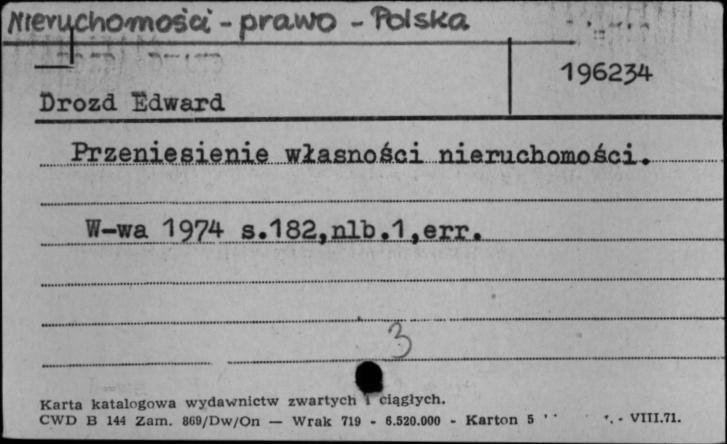 Nieruchomości - prawo - Polska
196234
Drozd Edward
Przeniesienie własności nieruchomości.
W-wa 1974 s.182,nlb.1,err.
3
Karta katalogowa wydawnictw zwartych i ciągłych.
CWD B 144 Zam. 869/Dw/On — Wrak 719 - 6.520.000 - Karton 5 - VIII.71.